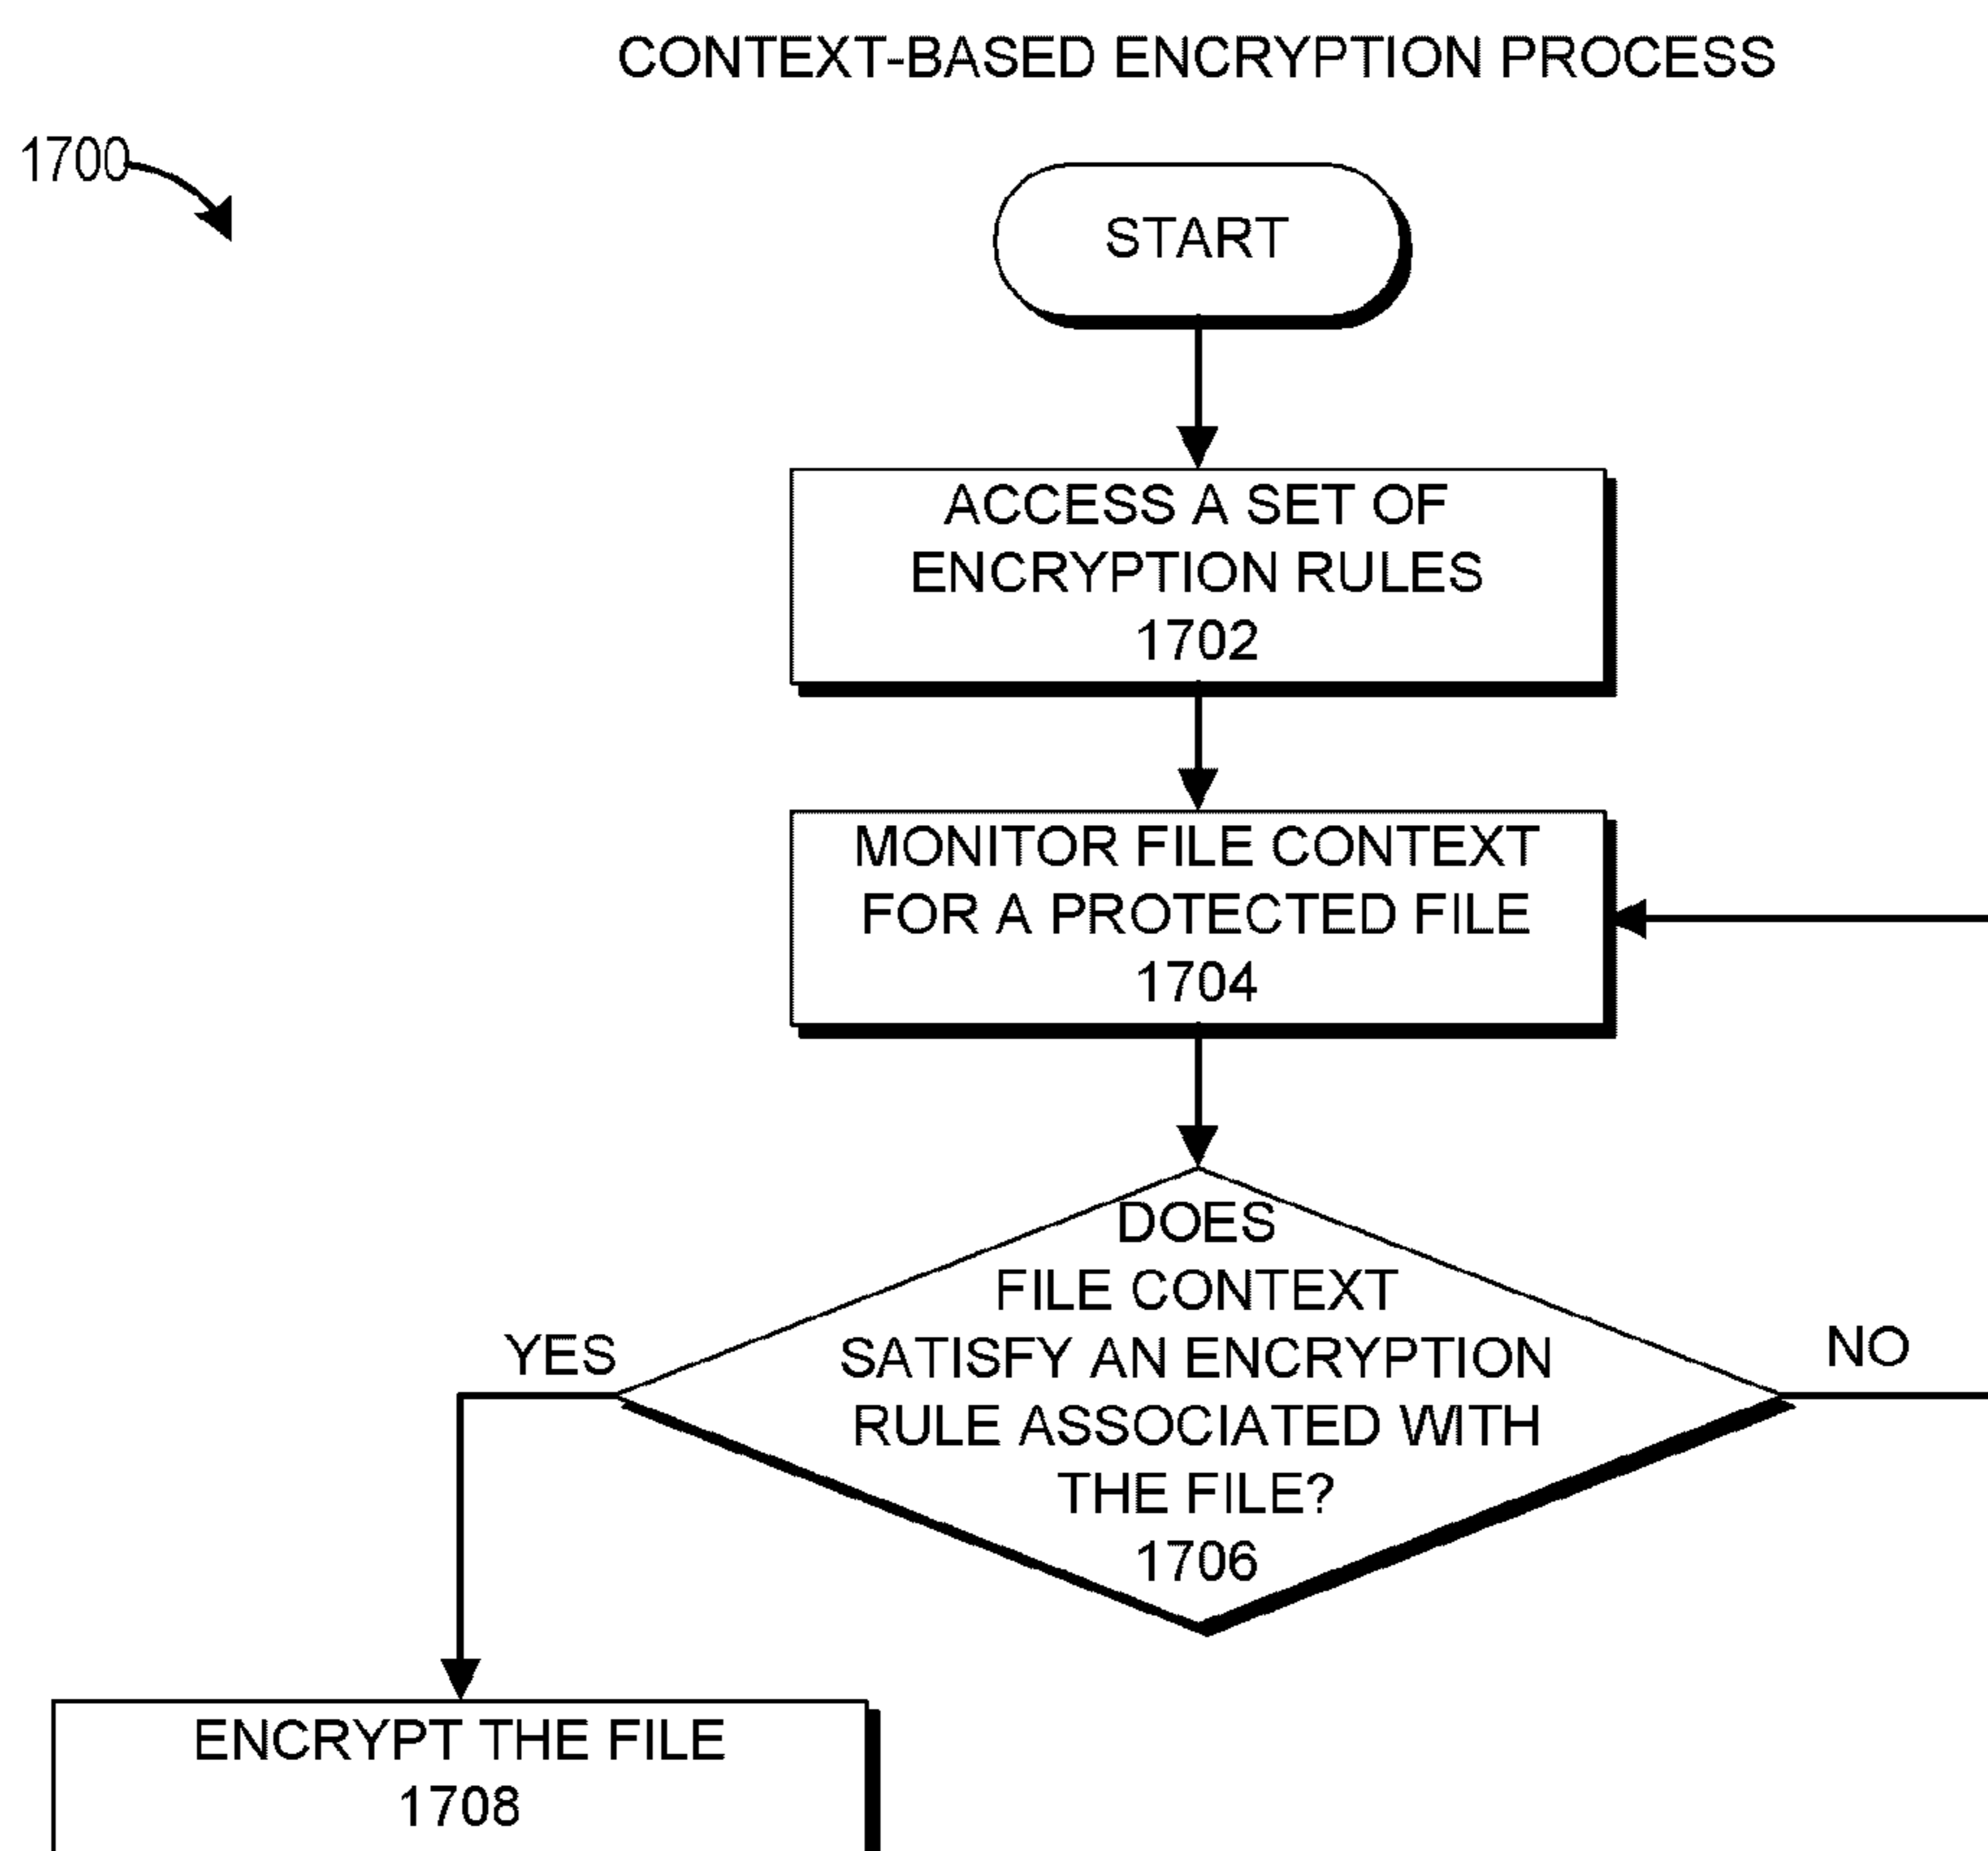 CONTEXT-BASED ENCRYPTION PROCESS
1700
START
ACCESS A SET OF
ENCRYPTION RULES
1702
MONITOR FILE CONTEXT
FOR A PROTECTED FILE
1704
DOES
FILE CONTEXT
SATISFY AN ENCRYPTION
RULE ASSOCIATED WITH
THE FILE?
1706
YES
NO
ENCRYPT THE FILE
1708